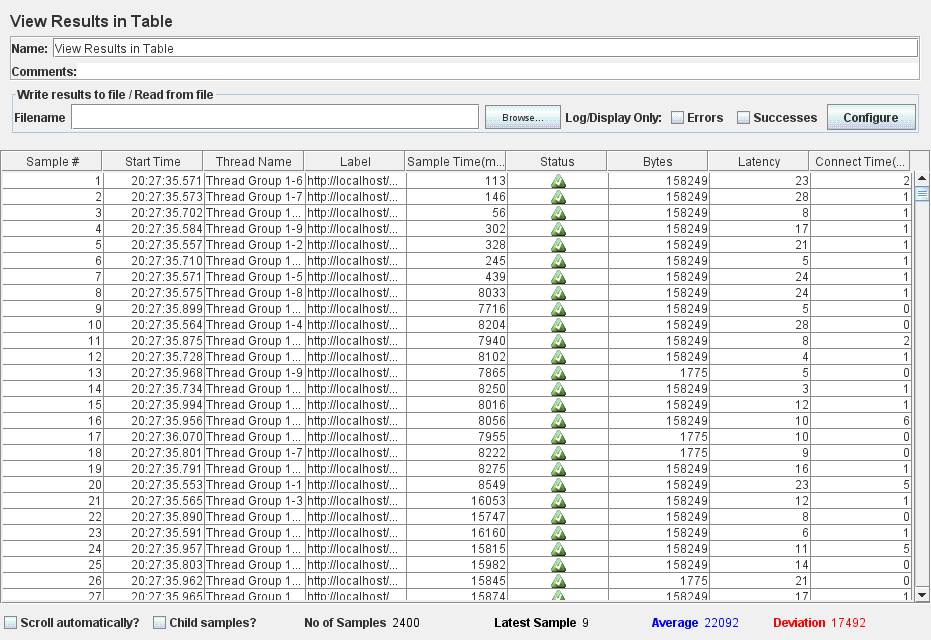 View Results in Table
Name: View Results in Table
Comments:
Write results to file / Read from file
Filename Browse... Log/Display Only: Errors Successes Configure
Sample # Start Time Thread Name Label Sample Time(m... Status Bytes Latency Connect Time(...
1 20:27:35.571 Thread Group 1-6 http://localhost/... 113 158249 23 2
2 20:27:35.573 Thread Group 1-7 http://localhost/... 146 158249 28 1
3 20:27:35.702 Thread Group 1... http://localhost/... 56 158249 8 1
4 20:27:35.584 Thread Group 1-9 http://localhost/... 302 158249 17 1
5 20:27:35.557 Thread Group 1-2 http://localhost/... 328 158249 21 1
6 20:27:35.710 Thread Group 1... http://localhost/... 245 158249 5 1
7 20:27:35.571 Thread Group 1-5 http://localhost/... 439 158249 24 1
8 20:27:35.575 Thread Group 1-8 http://localhost/... 8033 158249 24 1
9 20:27:35.899 Thread Group 1... http://localhost/... 7716 158249 5 0
10 20:27:35.564 Thread Group 1-4 http://localhost/... 8204 158249 28 0
11 20:27:35.875 Thread Group 1... http://localhost/... 7940 158249 8 2
12 20:27:35.728 Thread Group 1... http://localhost/... 8102 158249 4 1
13 20:27:35.968 Thread Group 1-9 http://localhost/... 7865 1775 5 0
14 20:27:35.734 Thread Group 1... http://localhost/... 8250 158249 3 1
15 20:27:35.994 Thread Group 1... http://localhost/... 8016 158249 12 1
16 20:27:35.956 Thread Group 1... http://localhost/... 8056 158249 10 6
17 20:27:36.070 Thread Group 1... http://localhost/... 7955 1775 10 0
18 20:27:35.801 Thread Group 1-7 http://localhost/... 8222 1775 9 0
19 20:27:35.791 Thread Group 1... http://localhost/... 8275 158249 16 1
20 20:27:35.553 Thread Group 1-1 http://localhost/... 8549 158249 23 5
21 20:27:35.565 Thread Group 1-3 http://localhost/... 16053 158249 12 1
22 20:27:35.890 Thread Group 1... http://localhost/... 15747 158249 8 0
23 20:27:35.591 Thread Group 1... http://localhost/... 16160 158249 6 1
24 20:27:35.957 Thread Group 1... http://localhost/... 15815 158249 11 5
25 20:27:35.803 Thread Group 1... http://localhost/... 15982 158249 14 0
26 20:27:35.962 Thread Group 1... http://localhost/... 15845 1775 21 0
27 20:27:35.965 Thread Group 1... http://localhost/... 15874 158249 17 1
Scroll automatically? Child samples? No of Samples 2400 Latest Sample 9 Average 22092 Deviation 17492